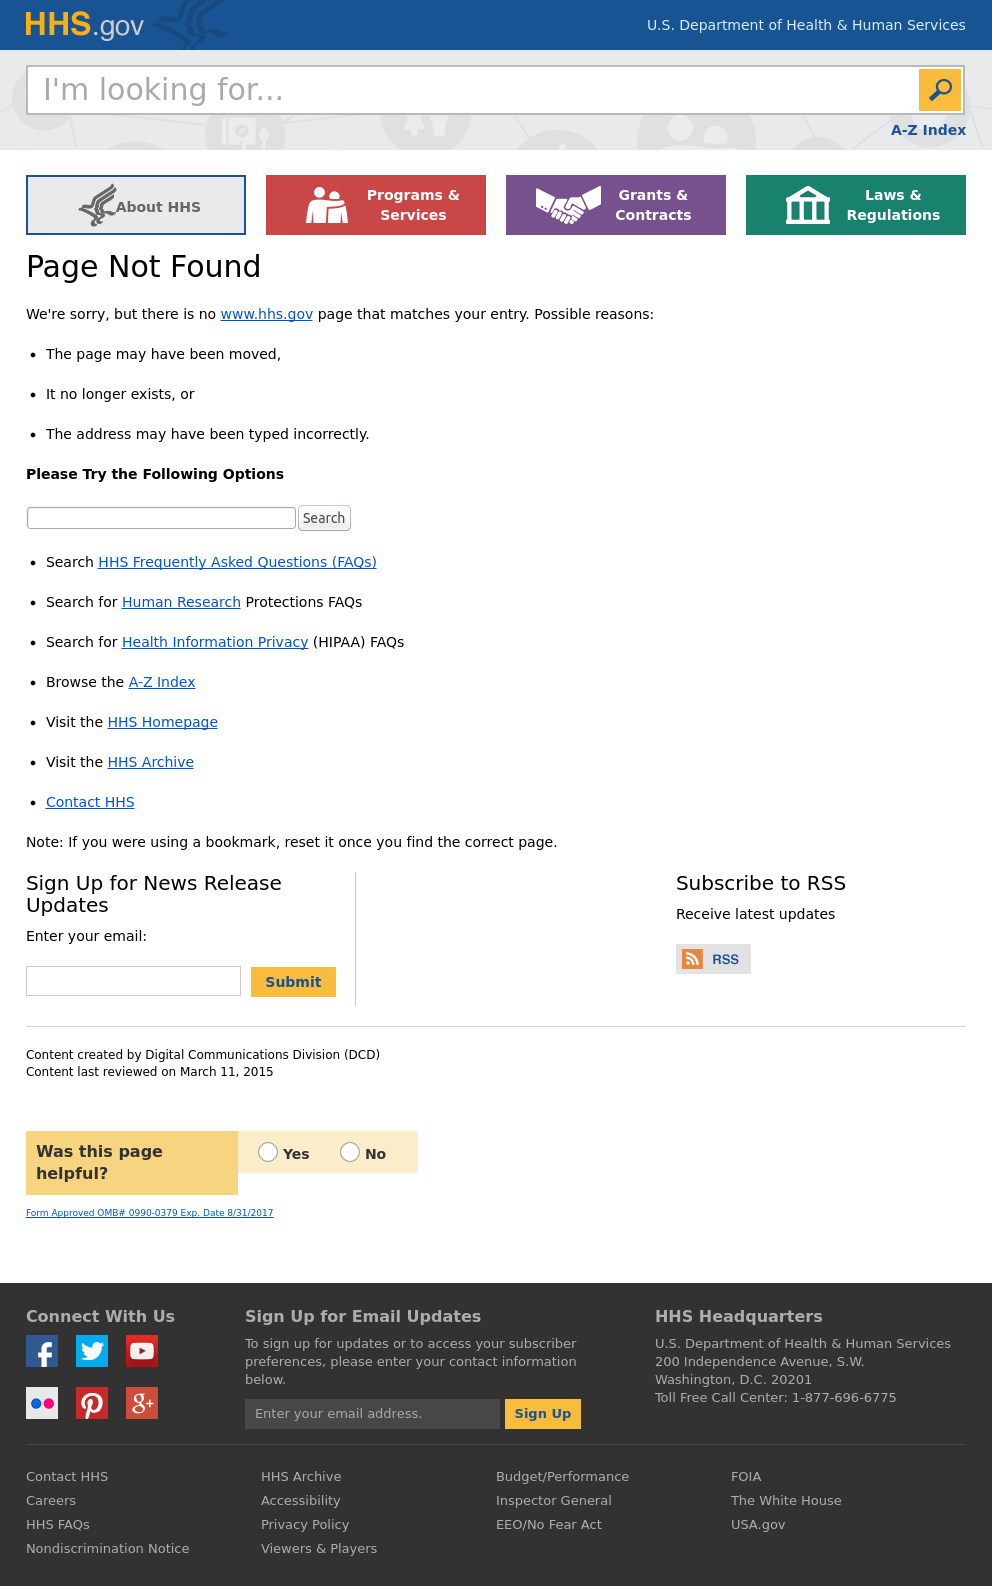 HHS.gov
U.S. Department of Health & Human Services
I'm looking for...
A-Z Index
About HHS
Programs &
Services
Grants &
Contracts
Laws &
Regulations
Page Not Found
We're sorry, but there is no www.hhs.gov page that matches your entry. Possible reasons:
• The page may have been moved,
• It no longer exists, or
• The address may have been typed incorrectly.
Please Try the Following Options
Search
• Search HHS Frequently Asked Questions (FAQs)
• Search for Human Research Protections FAQs
• Search for Health Information Privacy (HIPAA) FAQs
• Browse the A-Z Index
• Visit the HHS Homepage
• Visit the HHS Archive
• Contact HHS
Note: If you were using a bookmark, reset it once you find the correct page.
Sign Up for News Release
Updates
Enter your email:
Submit
Subscribe to RSS
Receive latest updates
RSS
Content created by Digital Communications Division (DCD)
Content last reviewed on March 11, 2015
Was this page
helpful?
Yes No
Form Approved OMB# 0990-0379 Exp. Date 8/31/2017
Connect With Us
Sign Up for Email Updates
To sign up for updates or to access your subscriber
preferences, please enter your contact information
below.
Enter your email address.
Sign Up
HHS Headquarters
U.S. Department of Health & Human Services
200 Independence Avenue, S.W.
Washington, D.C. 20201
Toll Free Call Center: 1-877-696-6775
Contact HHS
Careers
HHS FAQs
Nondiscrimination Notice
HHS Archive
Accessibility
Privacy Policy
Viewers & Players
Budget/Performance
Inspector General
EEO/No Fear Act
FOIA
The White House
USA.gov